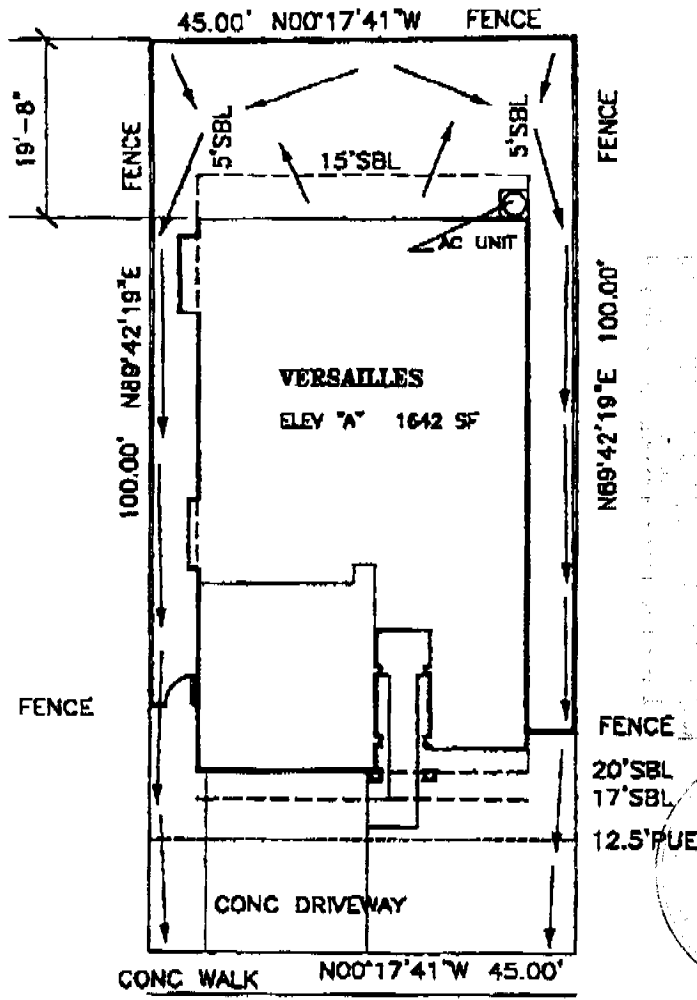 45.00' N00°17'41"W FENCE
19'-8"
FENCE
5'SBL
15'SBL
5'SBL
FENCE
AC UNIT
100.00' N89°42'19"E
VERSAILLES
ELEV "A" 1642 SF
N89°42'19"E 100.00'
FENCE
FENCE
20'SBL
17'SBL
12.5'PUE
CONC DRIVEWAY
CONC WALK
N00°17'41"W 45.00'